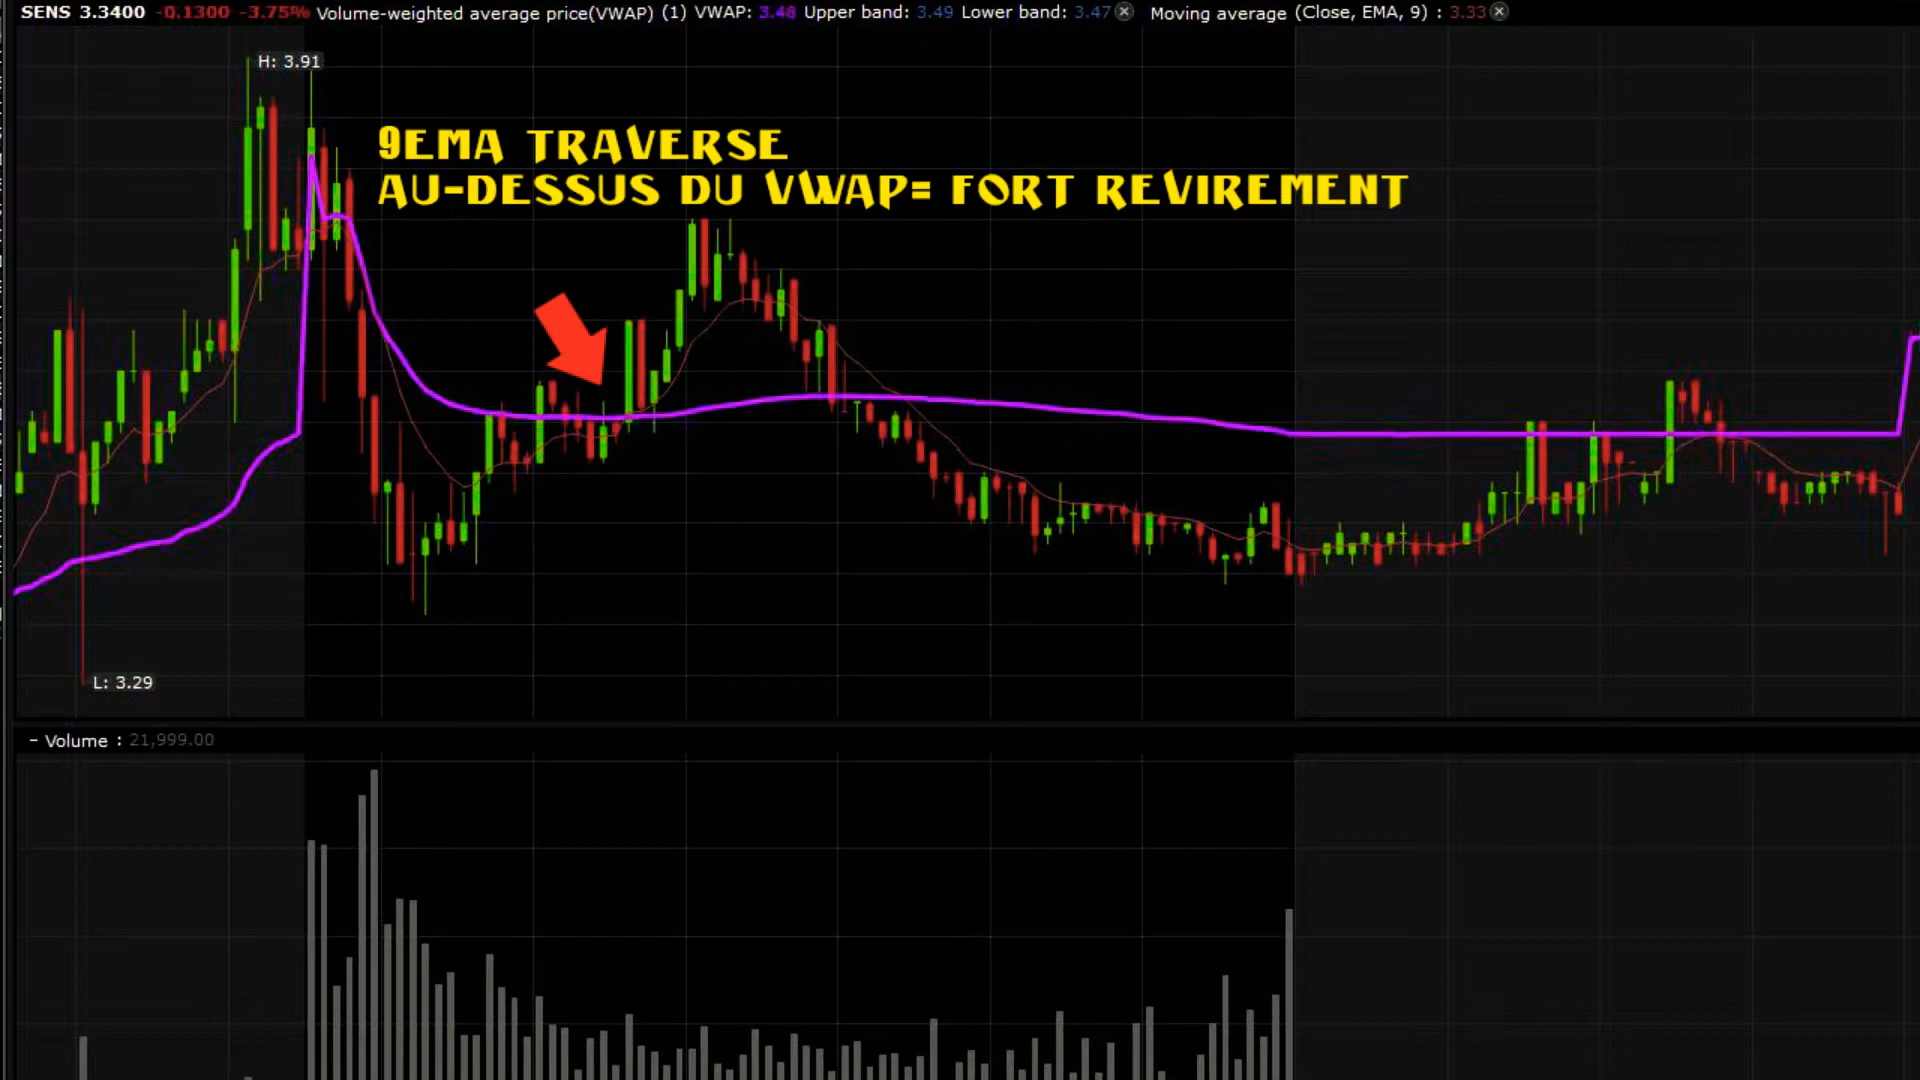 SENS 3.3400 -0.1300 -3.75% Volume-weighted average price(VWAP) (1) VWAP: 3.48 Upper band: 3.49 Lower band: 3.47 Moving average (Close, EMA, 9) : 3.33
H: 3.91
9EMA TRAVERSE
AU-DESSUS DU VWAP= FORT REVIREMENT
L: 3.29
- Volume : 21,999.00